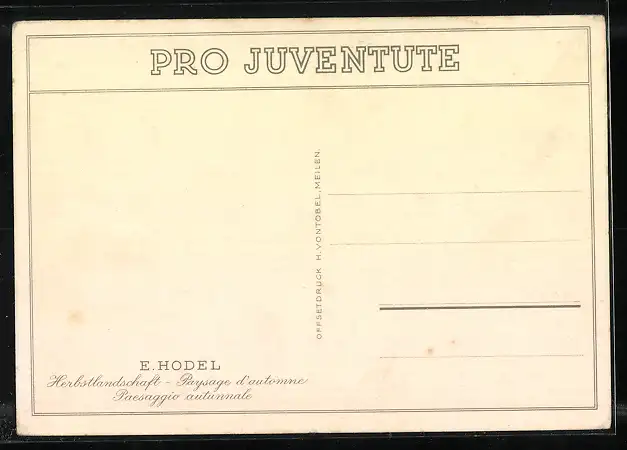 PRO JUVENTUTE
OFFSETDRUCK H. VONTOBEL, MEILEN.
E. HODEL
Herbstlandschaft - Paysage d'automne
Paesaggio autunnale